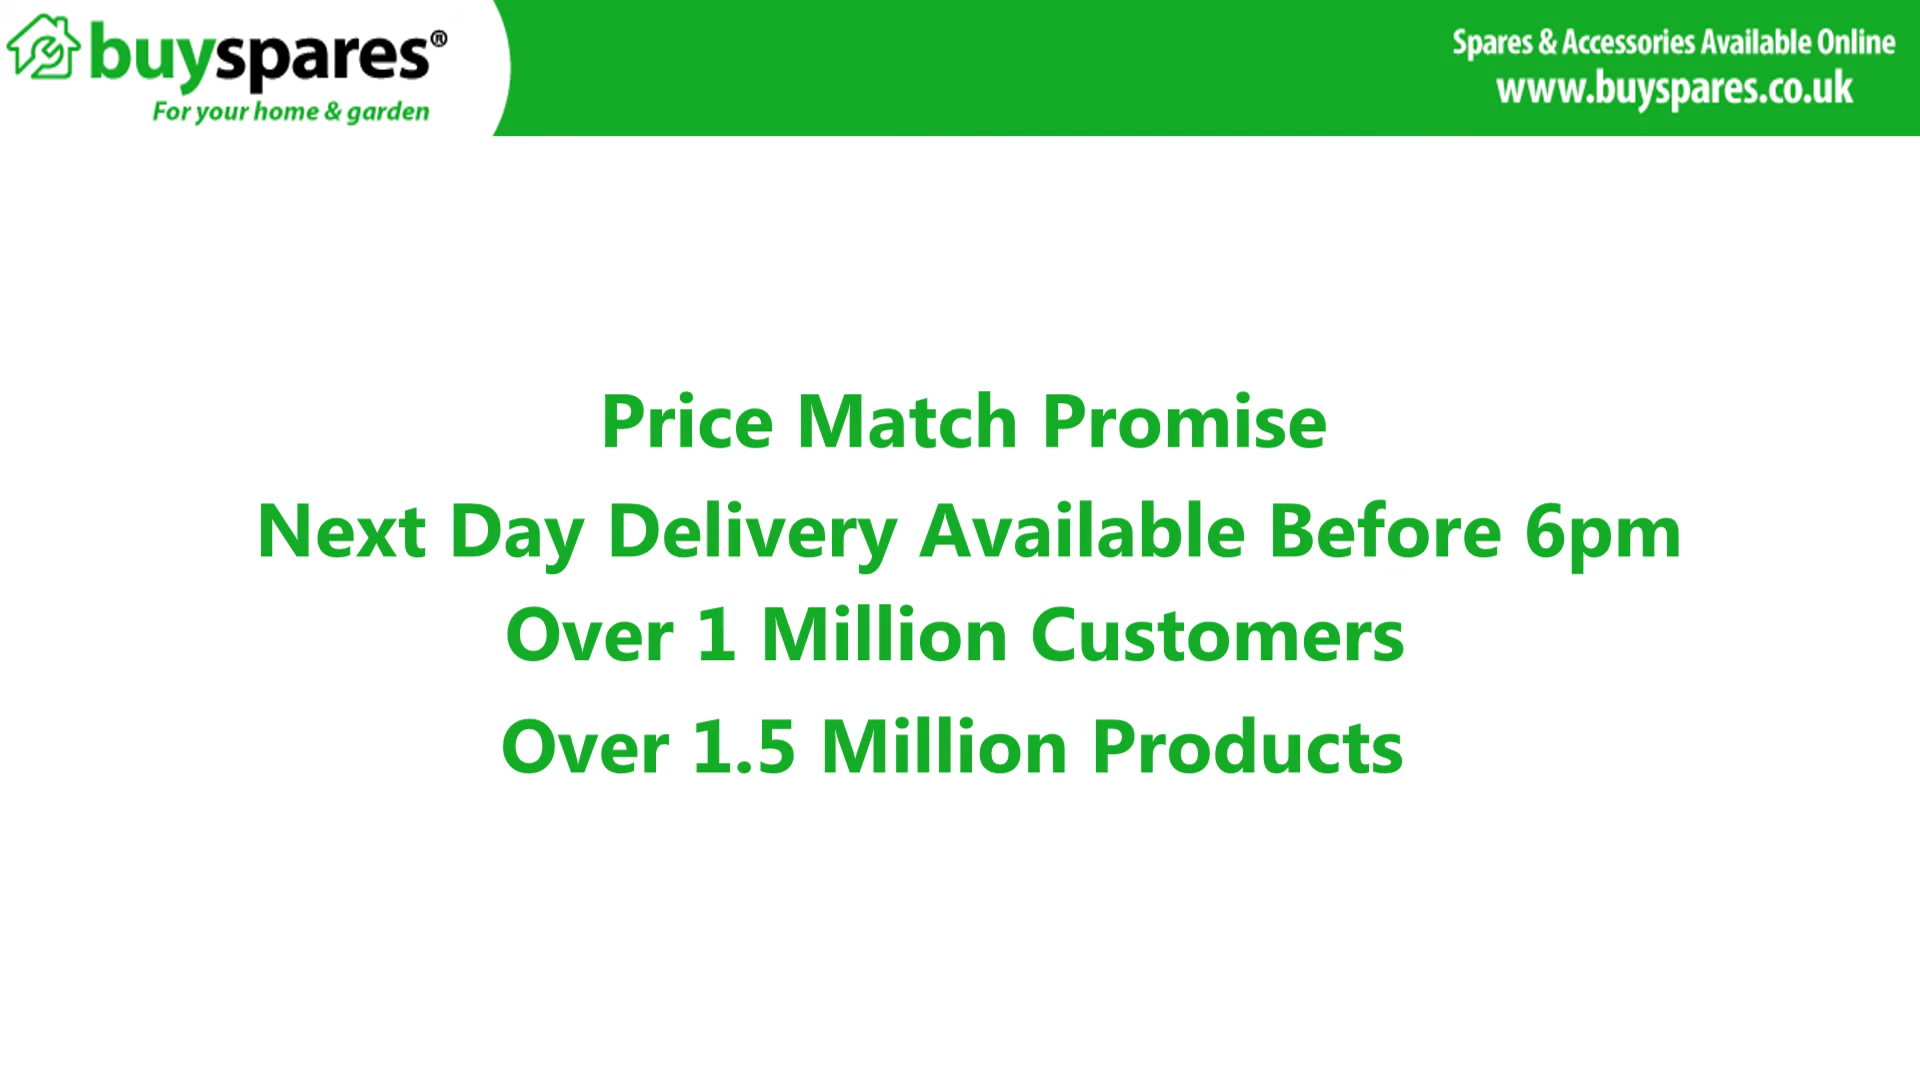 buyspares®
For your home & garden
Spares & Accessories Available Online
www.buyspares.co.uk
Price Match Promise
Next Day Delivery Available Before 6pm
Over 1 Million Customers
Over 1.5 Million Products